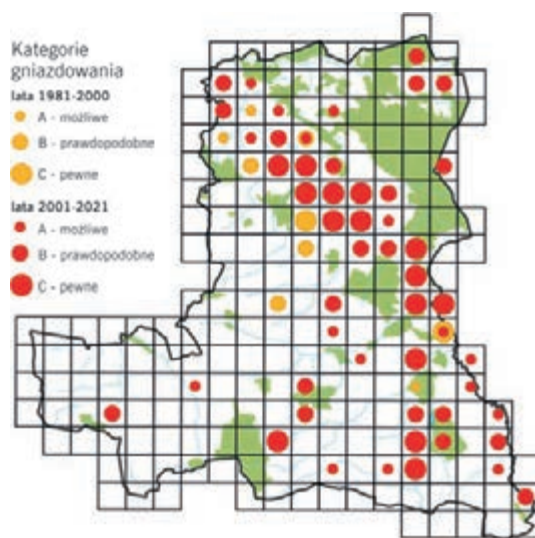 Kategorie
gniazdowania
lata 1981-2000
A - możliwe
B - prawdopodobne
C - pewne
lata 2001-2021
A - możliwe
B - prawdopodobne
C - pewne